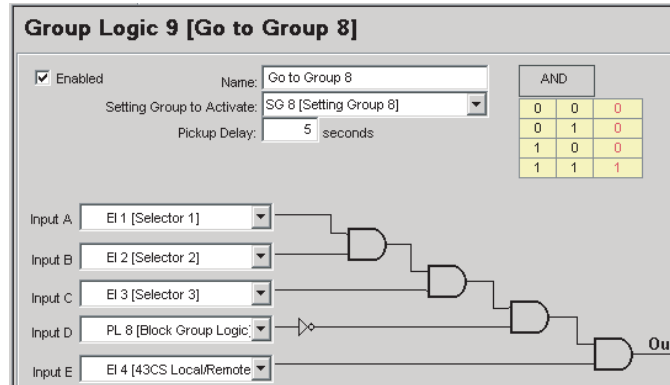 Group Logic 9 [Go to Group 8]
Enabled
Name: Go to Group 8
Setting Group to Activate: SG 8 [Setting Group 8]
Pickup Delay: 5 seconds
AND
0 0 0
0 1 0
1 0 0
1 1 1
Input A EI 1 [Selector 1]
Input B EI 2 [Selector 2]
Input C EI 3 [Selector 3]
Input D PL 8 [Block Group Logic]
Input E EI 4 [43CS Local/Remote
Ou